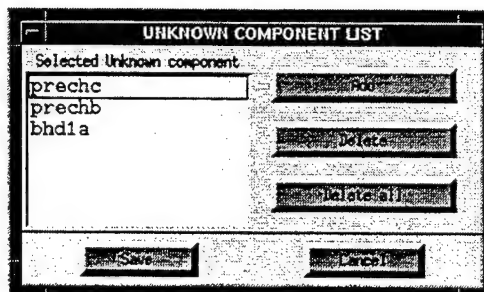 UNKNOWN COMPONENT LIST
Selected Unknown component
prechc
prechb
bhd1a
Add
Delete
Delete all
Save
Cancel